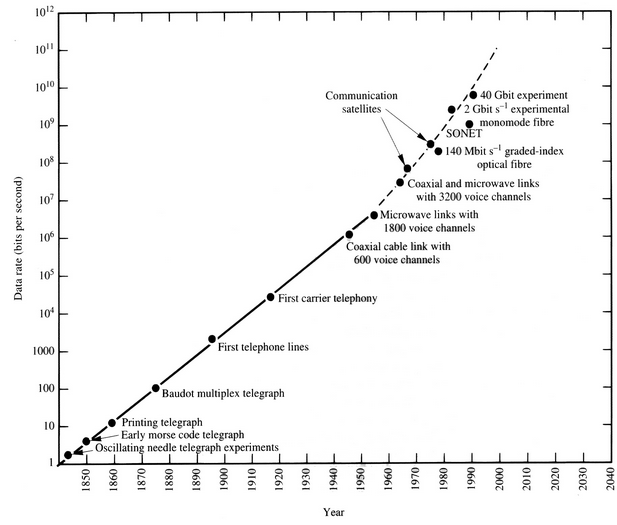 10¹²
10¹¹
10¹⁰
10⁹
10⁸
10⁷
10⁶
10⁵
10⁴
1000
100
10
1
Data rate (bits per second)
Communication
satellites
40 Gbit experiment
2 Gbit s⁻¹ experimental
monomode fibre
SONET
140 Mbit s⁻¹ graded-index
optical fibre
Coaxial and microwave links
with 3200 voice channels
Microwave links with
1800 voice channels
Coaxial cable link with
600 voice channels
First carrier telephony
First telephone lines
Baudot multiplex telegraph
Printing telegraph
Early morse code telegraph
Oscillating needle telegraph experiments
1850 1860 1870 1880 1890 1900 1910 1920 1930 1940 1950 1960 1970 1980 1990 2000 2010 2020 2030 2040
Year